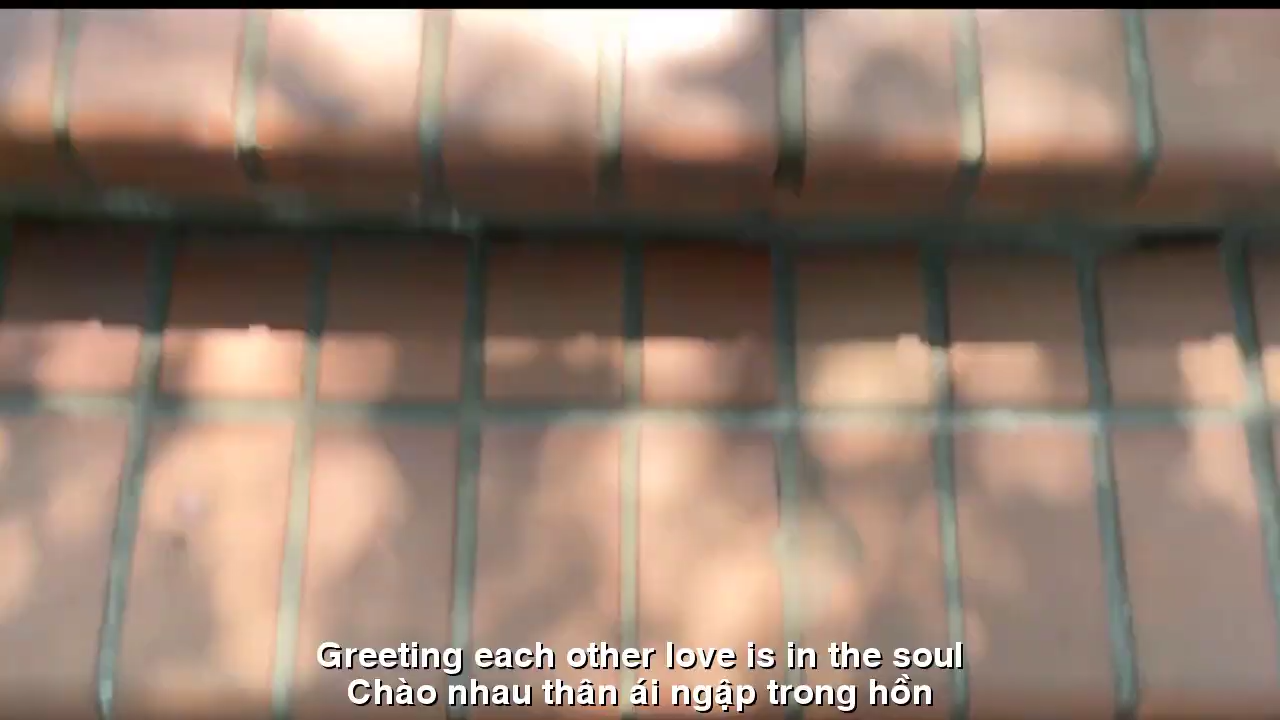 Greeting each other love is in the soul
Chào nhau thân ái ngập trong hồn